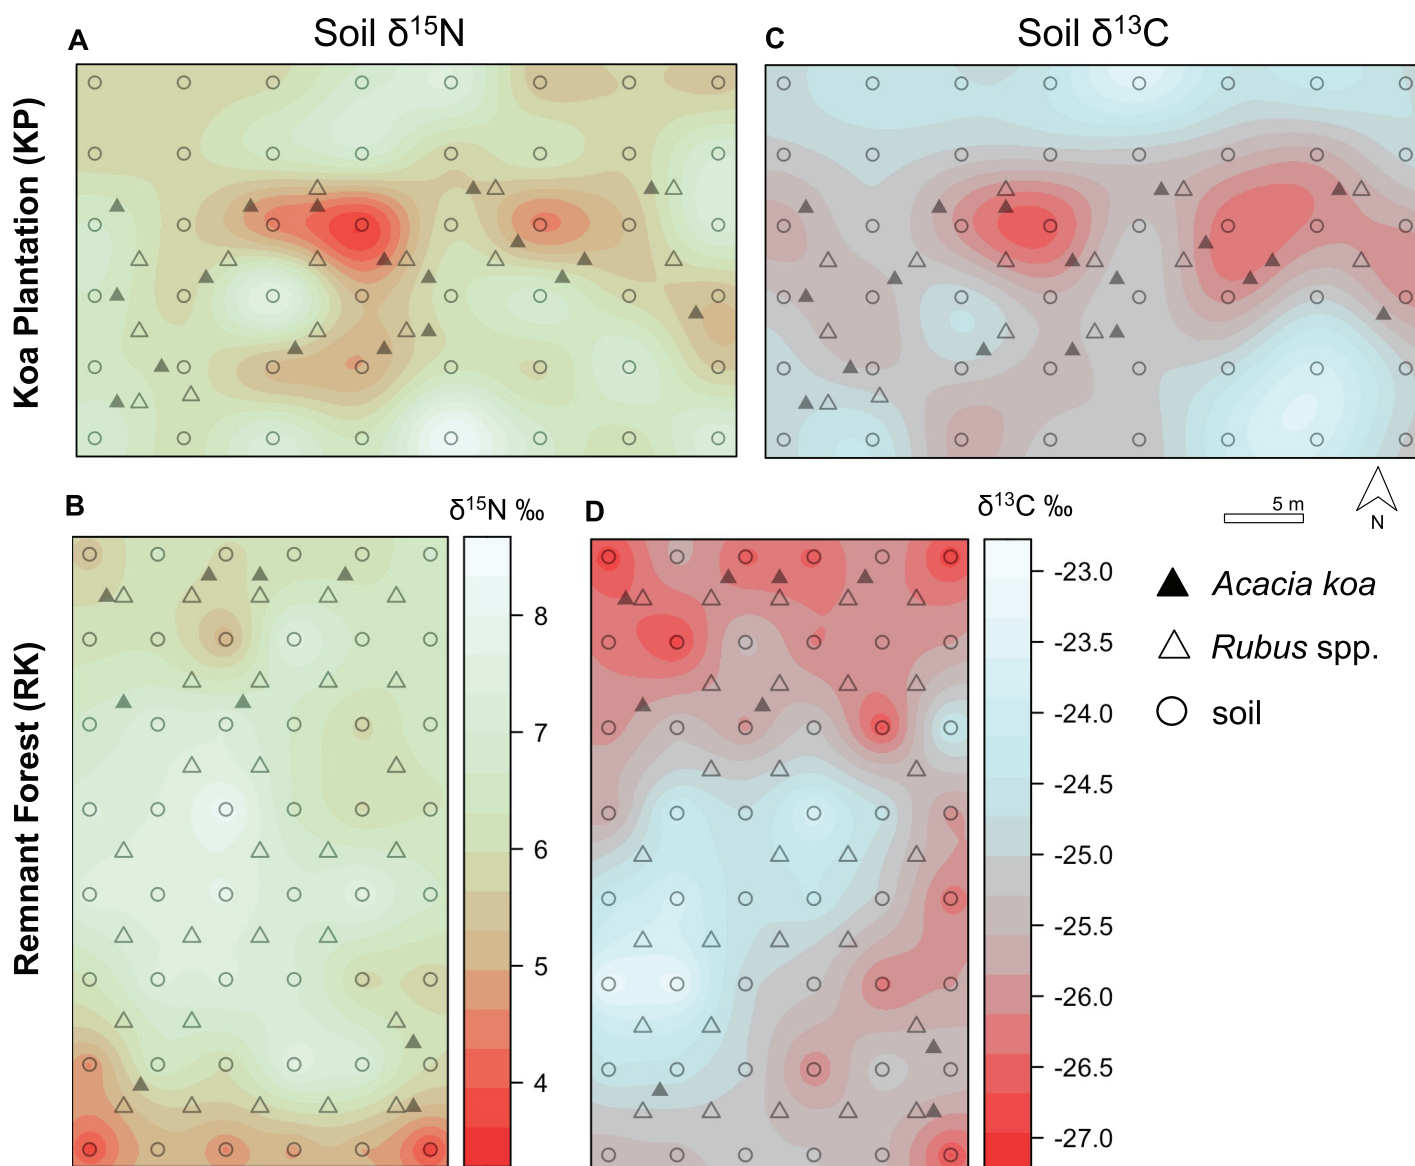 A
Soil δ¹⁵N
C
Soil δ¹³C
Koa Plantation (KP)
B
δ¹⁵N ‰
D
δ¹³C ‰
5 m
N
Remnant Forest (RK)
8
7
6
5
4
-23.0
-23.5
-24.0
-24.5
-25.0
-25.5
-26.0
-26.5
-27.0
Acacia koa
Rubus spp.
soil